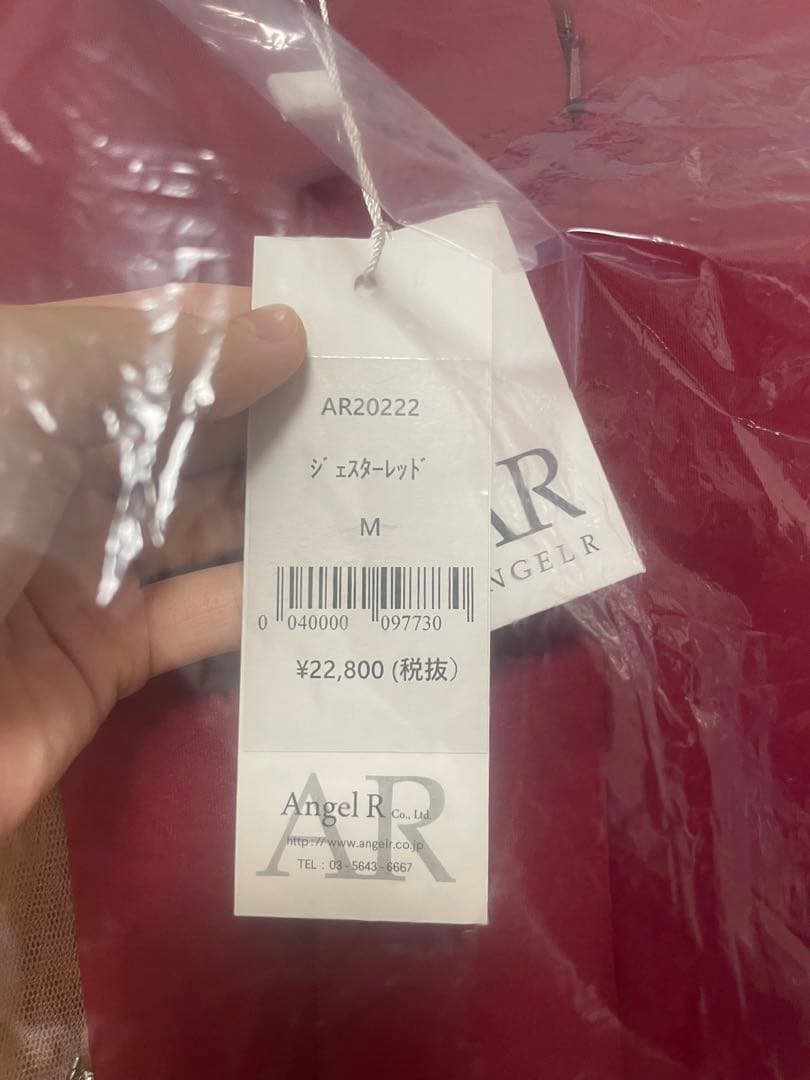 AR20222
ｼﾞｪｽﾀｰﾚｯﾄﾞ
M
0 040000 097730
¥22,800 (税抜)
AR
Angel R Co., Ltd.
http://www.angelr.co.jp
TEL : 03-5643-6667
AR
ANGEL R